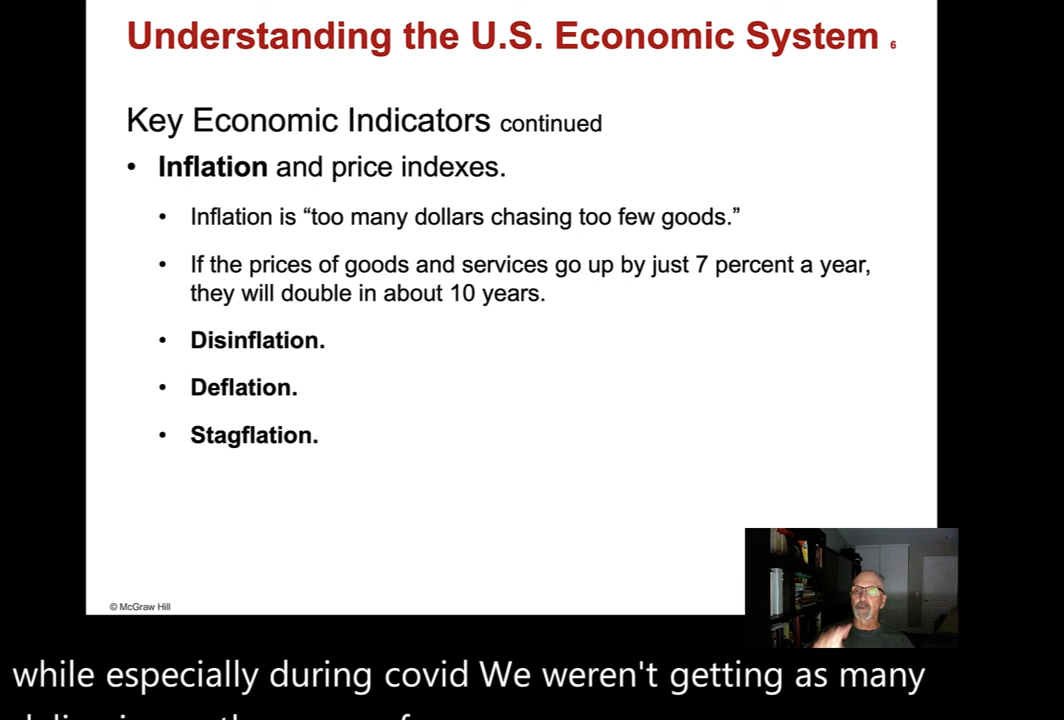 Understanding the U.S. Economic System 6
Key Economic Indicators continued
• Inflation and price indexes.
• Inflation is “too many dollars chasing too few goods.”
• If the prices of goods and services go up by just 7 percent a year,
they will double in about 10 years.
• Disinflation.
• Deflation.
• Stagflation.
© McGraw Hill
while especially during covid We weren't getting as many